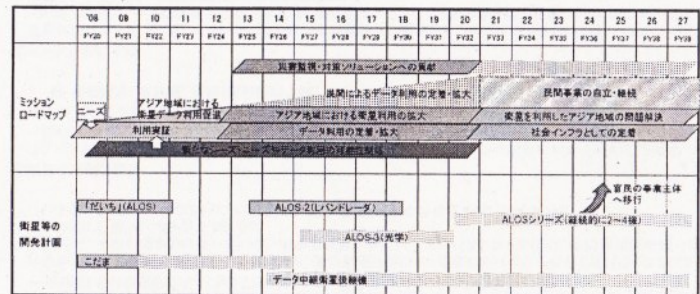 '08 09 10 11 12 13 14 15 16 17 18 19 20 21 22 23 24 25 26 27
FY20 FY21 FY22 FY23 FY24 FY25 FY26 FY27 FY28 FY29 FY30 FY31 FY32 FY33 FY34 FY35 FY36 FY37 FY38 FY39
ミッション
ロードマップ
災害監視・対策ソリューションへの貢献
民間によるデータ利用の定着・拡大
民間事業の自立・継続
ニーズ
アジア地域における
衛星データ利用促進
アジア地域における衛星利用の拡大
衛星を利用したアジア地域の問題解決
利用実証
データ利用の定着・拡大
社会インフラとしての定着
衛星等の
開発計画
官民の事業主体
へ移行
「だいち」(ALOS)
ALOS-2(Lバンドレーダ)
ALOSシリーズ(継続的に2～4機)
ALOS-3(光学)
こだま
データ中継衛星後継機